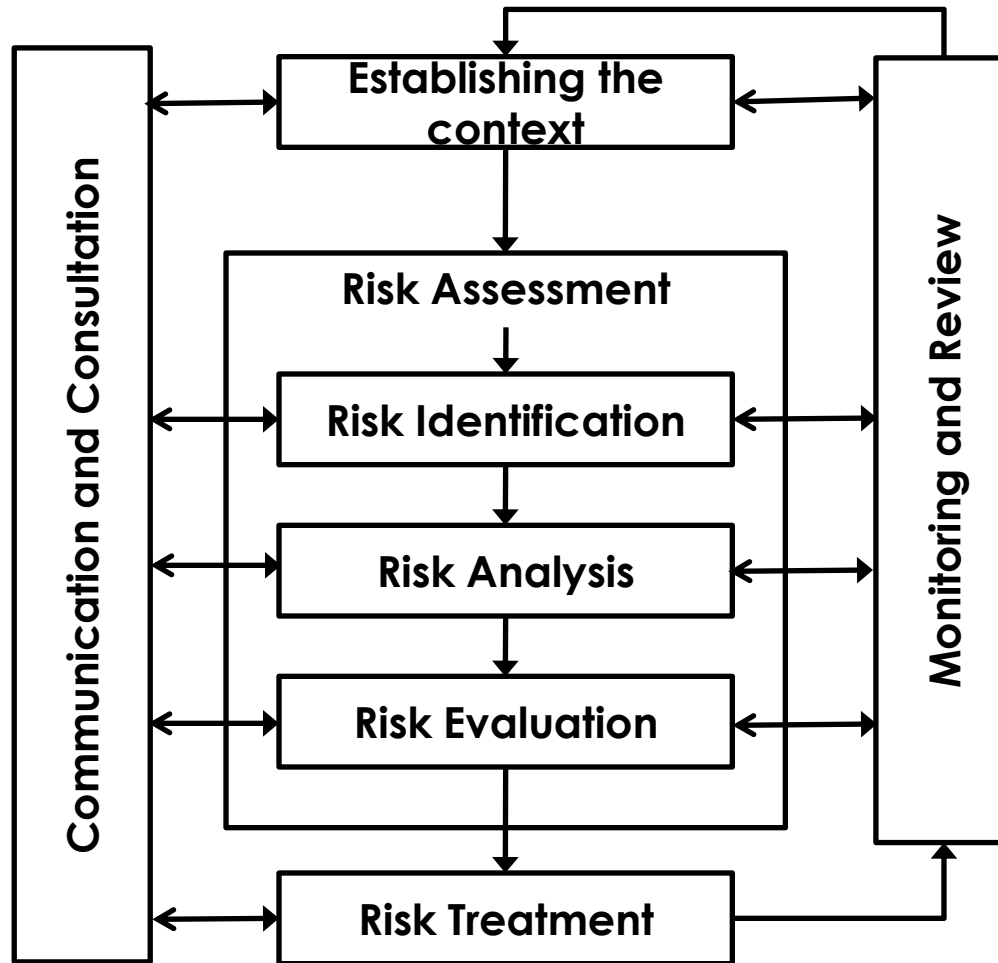 Communication and Consultation
Establishing the
context
Risk Assessment
Risk Identification
Risk Analysis
Risk Evaluation
Risk Treatment
Monitoring and Review